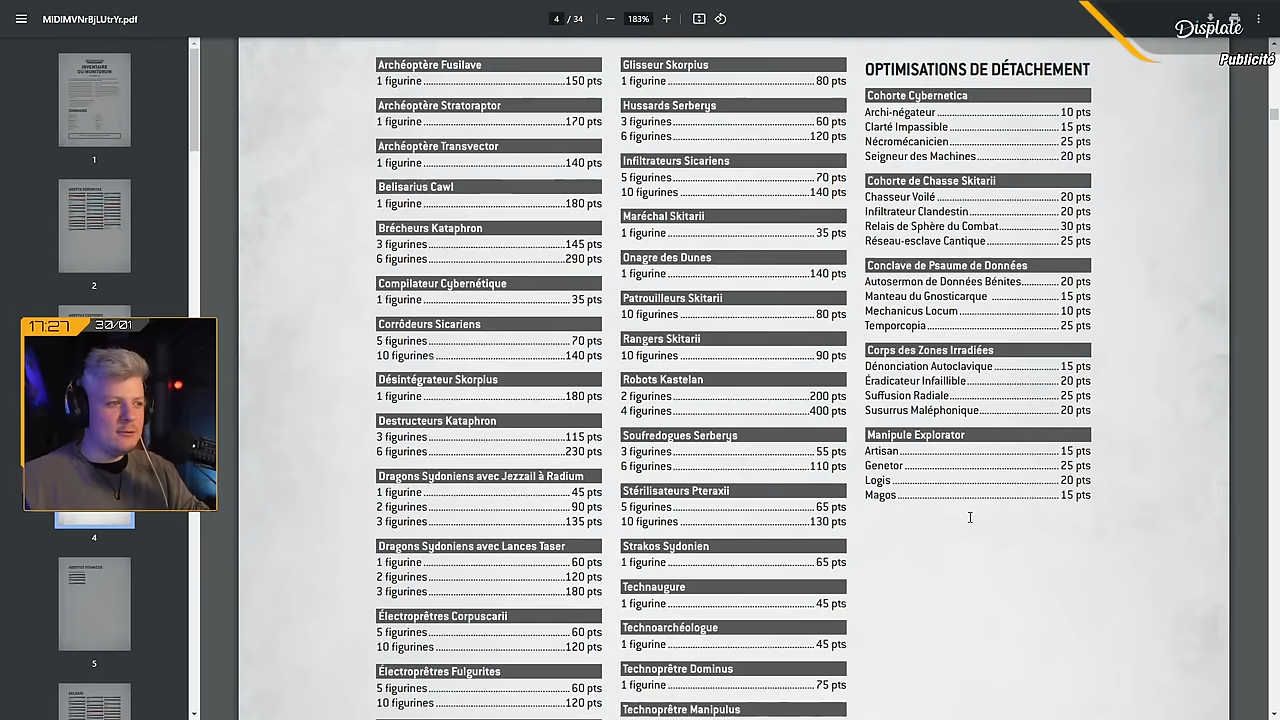 MIDIMVNrBjLUtrYr.pdf
4 / 34
183%
Displate
Publicité
1
2
4
5
17:27
30/01
Archéoptère Fusilave
1 figurine 150 pts
Archéoptère Stratoraptor
1 figurine 170 pts
Archéoptère Transvector
1 figurine 140 pts
Belisarius Cawl
1 figurine 180 pts
Brécheurs Kataphron
3 figurines 145 pts
6 figurines 290 pts
Compilateur Cybernétique
1 figurine 35 pts
Corrôdeurs Sicariens
5 figurines 70 pts
10 figurines 140 pts
Désintégrateur Skorpius
1 figurine 180 pts
Destructeurs Kataphron
3 figurines 115 pts
6 figurines 230 pts
Dragons Sydoniens avec Jezzail à Radium
1 figurine 45 pts
2 figurines 90 pts
3 figurines 135 pts
Dragons Sydoniens avec Lances Taser
1 figurine 60 pts
2 figurines 120 pts
3 figurines 180 pts
Électroprêtres Corpuscarii
5 figurines 60 pts
10 figurines 120 pts
Électroprêtres Fulgurites
5 figurines 60 pts
10 figurines 120 pts
Glisseur Skorpius
1 figurine 80 pts
Hussards Serberys
3 figurines 60 pts
6 figurines 120 pts
Infiltrateurs Sicariens
5 figurines 70 pts
10 figurines 140 pts
Maréchal Skitarii
1 figurine 35 pts
Onagre des Dunes
1 figurine 140 pts
Patrouilleurs Skitarii
10 figurines 80 pts
Rangers Skitarii
10 figurines 90 pts
Robots Kastelan
2 figurines 200 pts
4 figurines 400 pts
Soufredogues Serberys
3 figurines 55 pts
6 figurines 110 pts
Stérilisateurs Pteraxii
5 figurines 65 pts
10 figurines 130 pts
Strakos Sydonien
1 figurine 65 pts
Technaugure
1 figurine 45 pts
Technoarchéologue
1 figurine 45 pts
Technoprêtre Dominus
1 figurine 75 pts
Technoprêtre Manipulus
OPTIMISATIONS DE DÉTACHEMENT
Cohorte Cybernetica
Archi-négateur 10 pts
Clarté Impassible 15 pts
Nécromécanicien 25 pts
Seigneur des Machines 20 pts
Cohorte de Chasse Skitarii
Chasseur Voilé 20 pts
Infiltrateur Clandestin 20 pts
Relais de Sphère du Combat 30 pts
Réseau-esclave Cantique 25 pts
Conclave de Psaume de Données
Autosermon de Données Bénites 20 pts
Manteau du Gnosticarque 15 pts
Mechanicus Locum 10 pts
Temporcopia 25 pts
Corps des Zones Irradiées
Dénonciation Autoclavique 15 pts
Éradicateur Infaillible 20 pts
Suffusion Radiale 25 pts
Susurrus Maléphonique 20 pts
Manipule Explorator
Artisan 15 pts
Genetor 25 pts
Logis 20 pts
Magos 15 pts